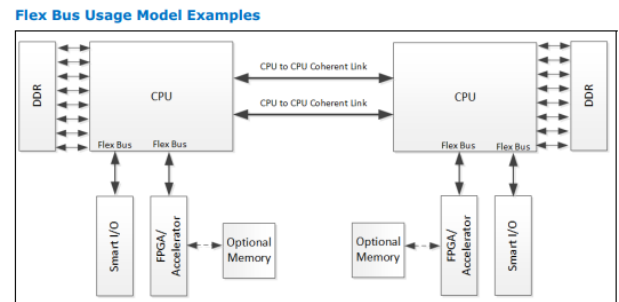 Flex Bus Usage Model Examples
DDR
CPU
Flex Bus
Flex Bus
CPU to CPU Coherent Link
CPU to CPU Coherent Link
CPU
Flex Bus
Flex Bus
DDR
Smart I/O
FPGA/
Accelerator
Optional
Memory
Optional
Memory
FPGA/
Accelerator
Smart I/O